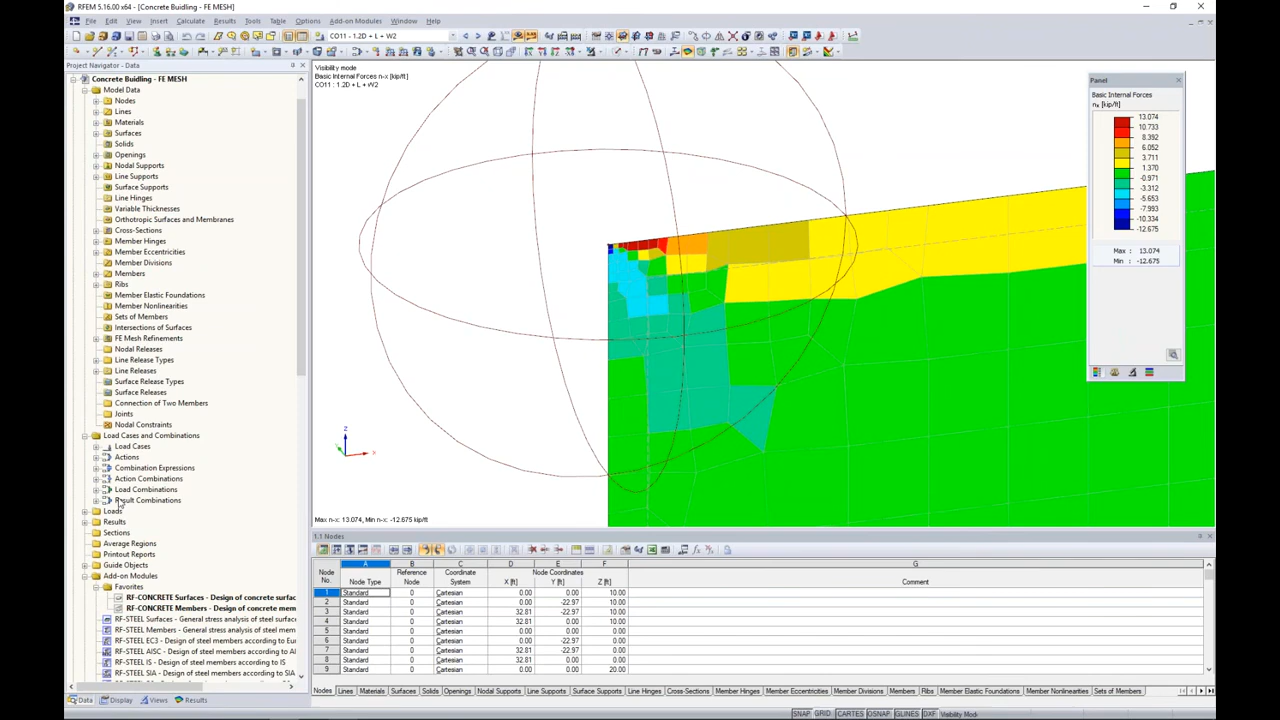 RFEM 5.16.00 x64 - [Concrete Buidling - FE MESH]
File Edit View Insert Calculate Results Tools Table Options Add-on Modules Window Help
CO11 - 1.2D + L + W2
Project Navigator - Data
Concrete Buidling - FE MESH
Model Data
Nodes
Lines
Materials
Surfaces
Solids
Openings
Nodal Supports
Line Supports
Surface Supports
Line Hinges
Variable Thicknesses
Orthotropic Surfaces and Membranes
Cross-Sections
Member Hinges
Member Eccentricities
Member Divisions
Members
Ribs
Member Elastic Foundations
Member Nonlinearities
Sets of Members
Intersections of Surfaces
FE Mesh Refinements
Nodal Releases
Line Release Types
Line Releases
Surface Release Types
Surface Releases
Connection of Two Members
Joints
Nodal Constraints
Load Cases and Combinations
Load Cases
Actions
Combination Expressions
Action Combinations
Load Combinations
Result Combinations
Loads
Results
Sections
Average Regions
Printout Reports
Guide Objects
Add-on Modules
Favorites
RF-CONCRETE Surfaces - Design of concrete surfac
RF-CONCRETE Members - Design of concrete mem
RF-STEEL Surfaces - General stress analysis of steel surface
RF-STEEL Members - General stress analysis of steel memb
RF-STEEL EC3 - Design of steel members according to Eur
RF-STEEL AISC - Design of steel members according to AI
RF-STEEL IS - Design of steel members according to IS
RF-STEEL SIA - Design of steel members according to SIA
Data Display Views Results
Visibility mode
Basic Internal Forces n-x [kip/ft]
CO11 : 1.2D + L + W2
Z
X
Max n-x: 13.074, Min n-x: -12.675 kip/ft
Panel
Basic Internal Forces
nx [kip/ft]
13.074
10.733
8.392
6.052
3.711
1.370
-0.971
-3.312
-5.653
-7.993
-10.334
-12.675
Max : 13.074
Min : -12.675
1.1 Nodes
A B C D E F G
Node No. Node Type Reference Node Coordinate System Node Coordinates X [ft] Y [ft] Z [ft] Comment
1 Standard 0 Cartesian 0.00 0.00 10.00
2 Standard 0 Cartesian 0.00 -22.97 10.00
3 Standard 0 Cartesian 32.81 -22.97 10.00
4 Standard 0 Cartesian 32.81 0.00 10.00
5 Standard 0 Cartesian 0.00 0.00 0.00
6 Standard 0 Cartesian 0.00 -22.97 0.00
7 Standard 0 Cartesian 32.81 -22.97 0.00
8 Standard 0 Cartesian 32.81 0.00 0.00
9 Standard 0 Cartesian 0.00 0.00 20.00
Nodes Lines Materials Surfaces Solids Openings Nodal Supports Line Supports Surface Supports Line Hinges Cross-Sections Member Hinges Member Eccentricities Member Divisions Members Ribs Member Elastic Foundations Member Nonlinearities Sets of Members
SNAP GRID CARTES OSNAP GLINES DXF Visibility Mode